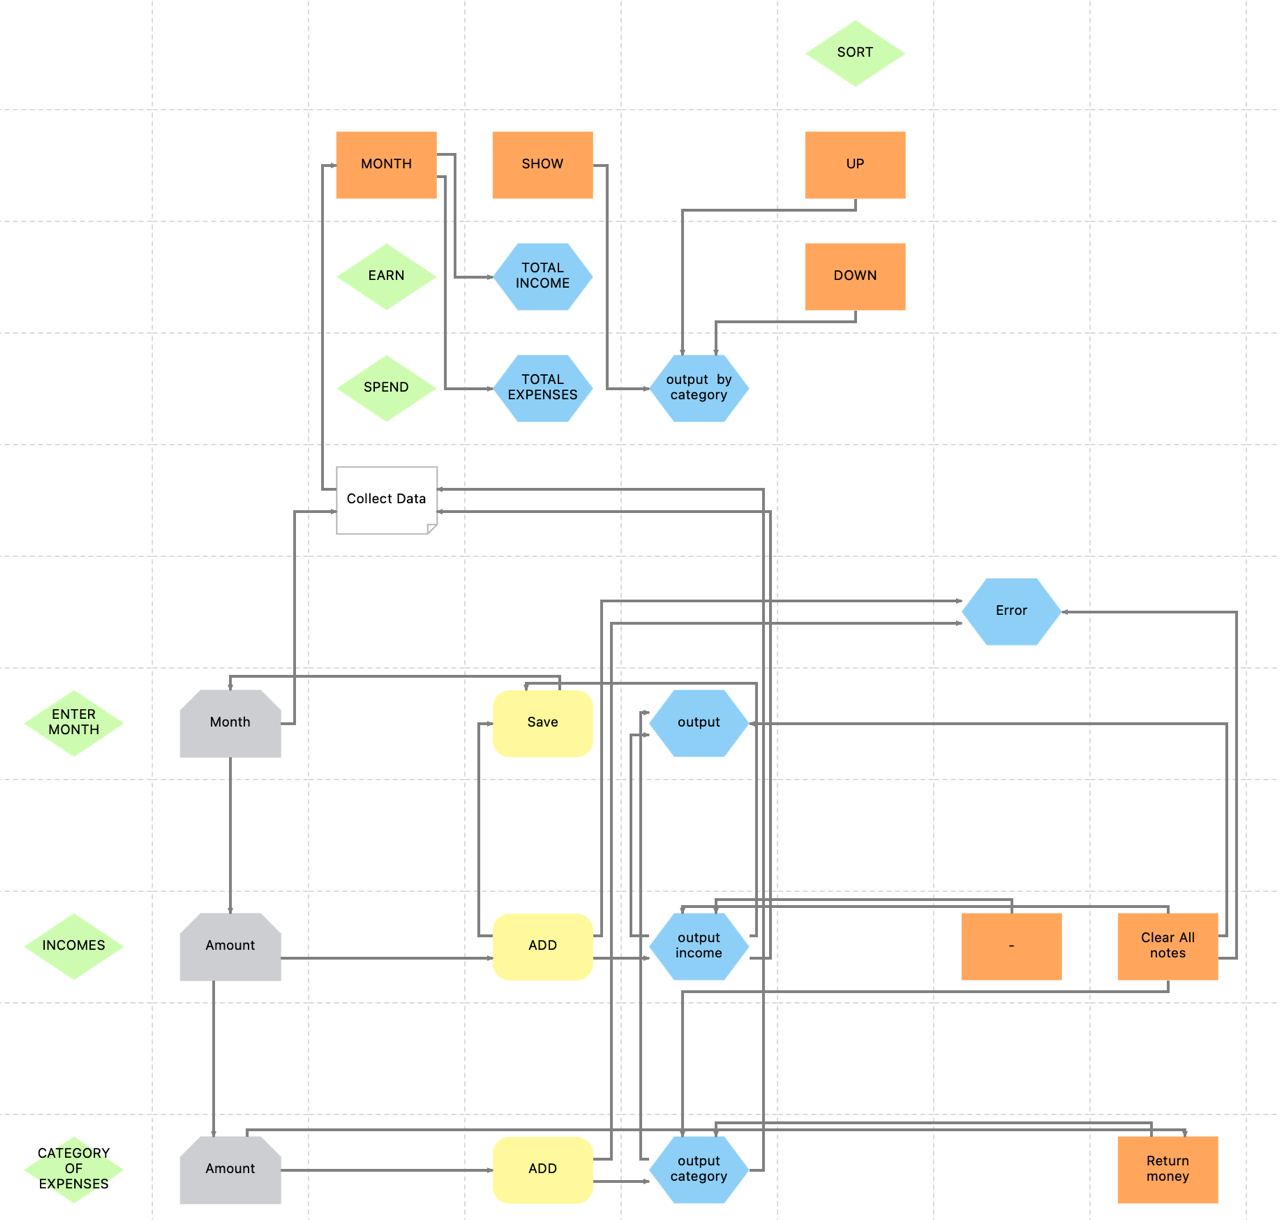 SORT
MONTH
SHOW
UP
EARN
TOTAL
INCOME
DOWN
SPEND
TOTAL
EXPENSES
output by
category
Collect Data
Error
ENTER
MONTH
Month
Save
output
INCOMES
Amount
ADD
output
income
-
Clear All
notes
CATEGORY
OF
EXPENSES
Amount
ADD
output
category
Return
money